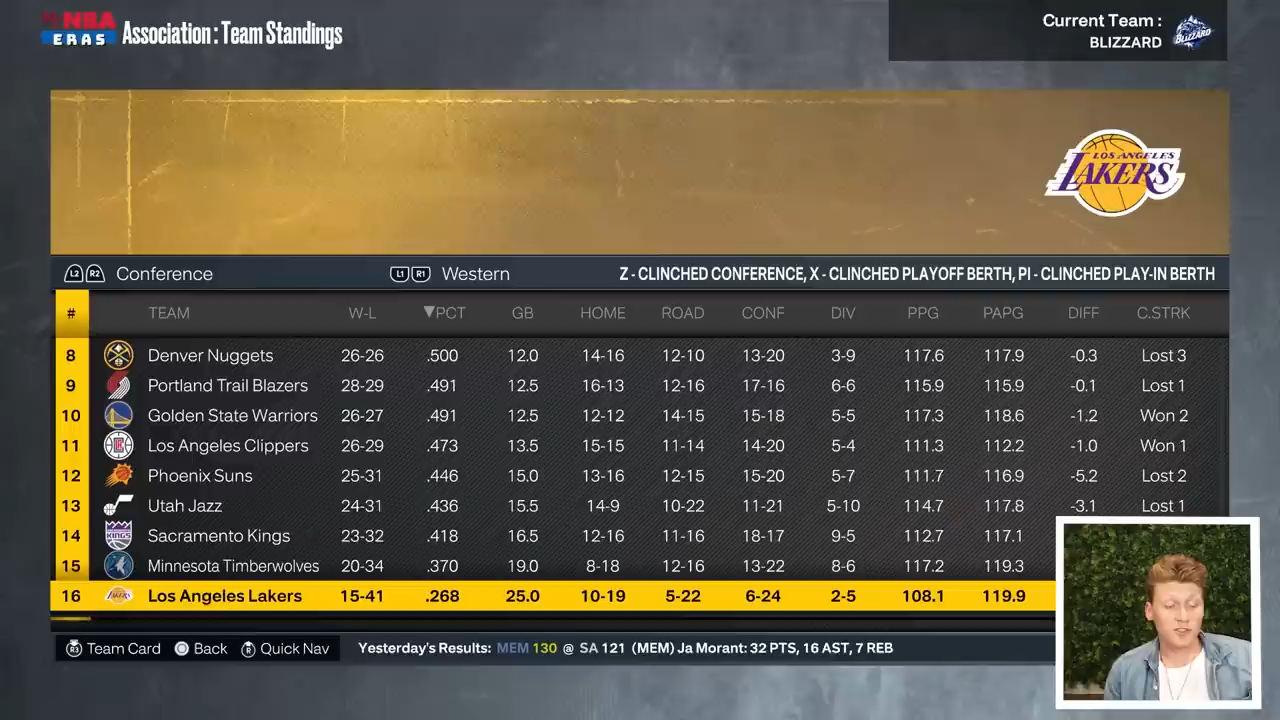 NBA
ERAS
Association : Team Standings
Current Team :
BLIZZARD
BLIZZARD
LOS ANGELES
LAKERS
L2 R2 Conference L1 R1 Western Z - CLINCHED CONFERENCE, X - CLINCHED PLAYOFF BERTH, PI - CLINCHED PLAY-IN BERTH
# TEAM W-L ▼PCT GB HOME ROAD CONF DIV PPG PAPG DIFF C.STRK
8 Denver Nuggets 26-26 .500 12.0 14-16 12-10 13-20 3-9 117.6 117.9 -0.3 Lost 3
9 Portland Trail Blazers 28-29 .491 12.5 16-13 12-16 17-16 6-6 115.9 115.9 -0.1 Lost 1
10 Golden State Warriors 26-27 .491 12.5 12-12 14-15 15-18 5-5 117.3 118.6 -1.2 Won 2
11 Los Angeles Clippers 26-29 .473 13.5 15-15 11-14 14-20 5-4 111.3 112.2 -1.0 Won 1
12 Phoenix Suns 25-31 .446 15.0 13-16 12-15 15-20 5-7 111.7 116.9 -5.2 Lost 2
13 Utah Jazz 24-31 .436 15.5 14-9 10-22 11-21 5-10 114.7 117.8 -3.1 Lost 1
14 Sacramento Kings 23-32 .418 16.5 12-16 11-16 18-17 9-5 112.7 117.1
15 Minnesota Timberwolves 20-34 .370 19.0 8-18 12-16 13-22 8-6 117.2 119.3
16 Los Angeles Lakers 15-41 .268 25.0 10-19 5-22 6-24 2-5 108.1 119.9
R3 Team Card Back R Quick Nav Yesterday's Results: MEM 130 @ SA 121 (MEM) Ja Morant: 32 PTS, 16 AST, 7 REB